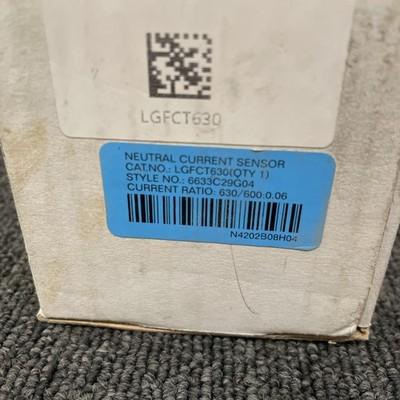 LGFCT630
NEUTRAL CURRENT SENSOR
CAT.NO.: LGFCT630(QTY 1)
STYLE NO.: 6633C29G04
CURRENT RATIO: 630/600:0.06
N4202B08H04